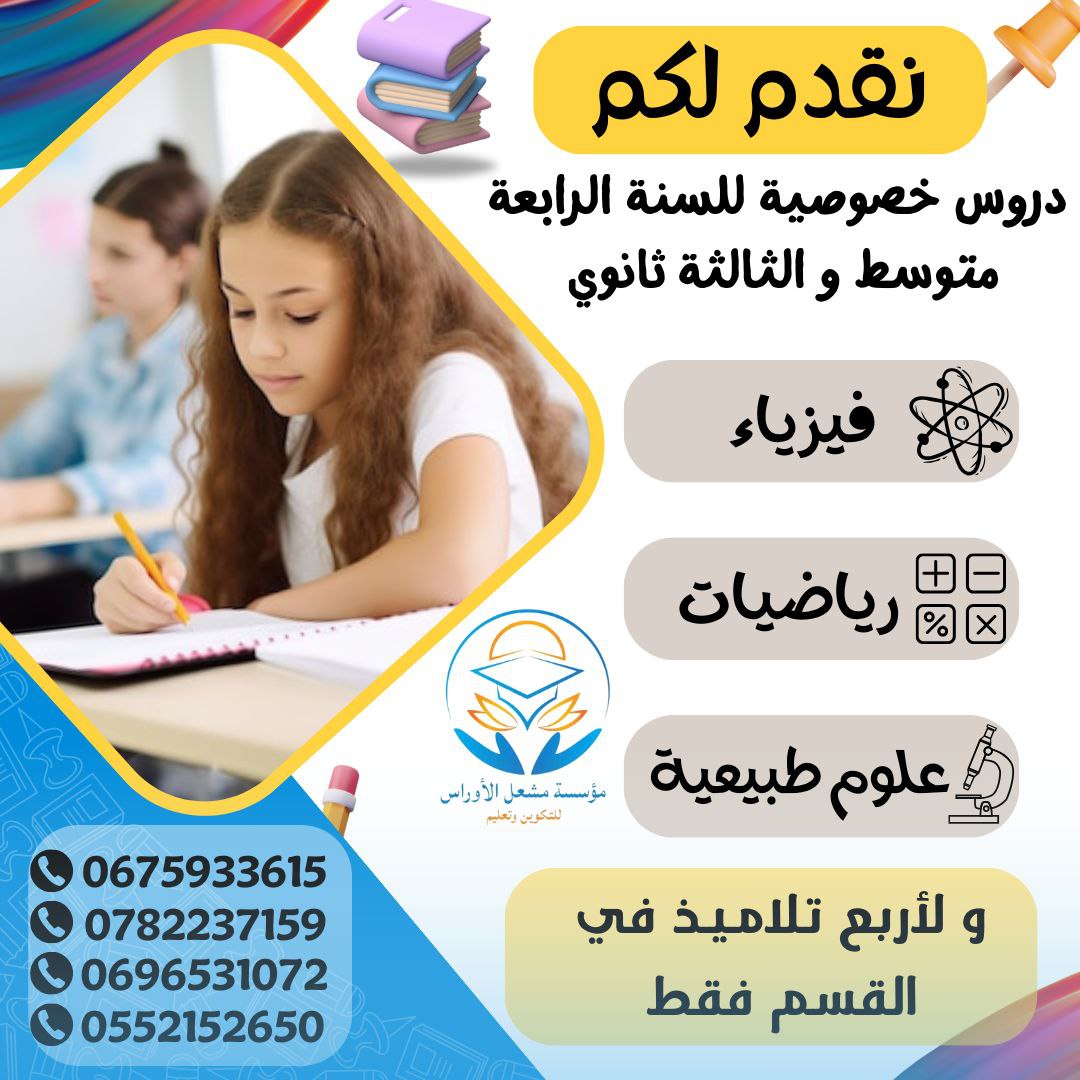 نقدم لكم
دروس خصوصية للسنة الرابعة
متوسط و الثالثة ثانوي
فيزياء
رياضيات
علوم طبيعية
مؤسسة مشعل الأوراس
للتكوين وتعليم
و لأربع تلاميذ في
القسم فقط
0675933615
0782237159
0696531072
0552152650